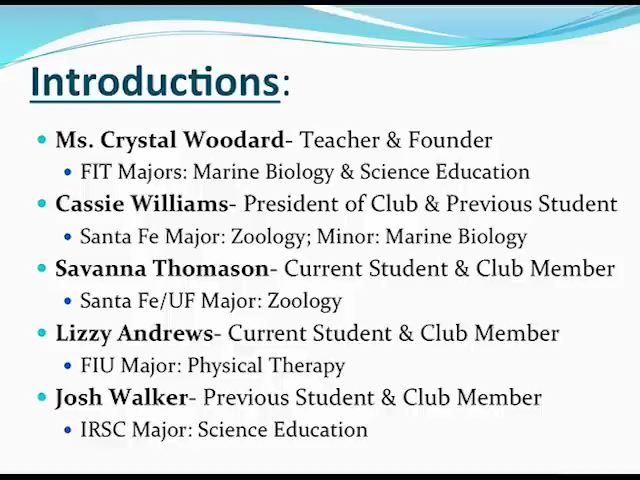 Introductions:
Ms. Crystal Woodard- Teacher & Founder
FIT Majors: Marine Biology & Science Education
Cassie Williams- President of Club & Previous Student
Santa Fe Major: Zoology; Minor: Marine Biology
Savanna Thomason- Current Student & Club Member
Santa Fe/UF Major: Zoology
Lizzy Andrews- Current Student & Club Member
FIU Major: Physical Therapy
Josh Walker- Previous Student & Club Member
IRSC Major: Science Education